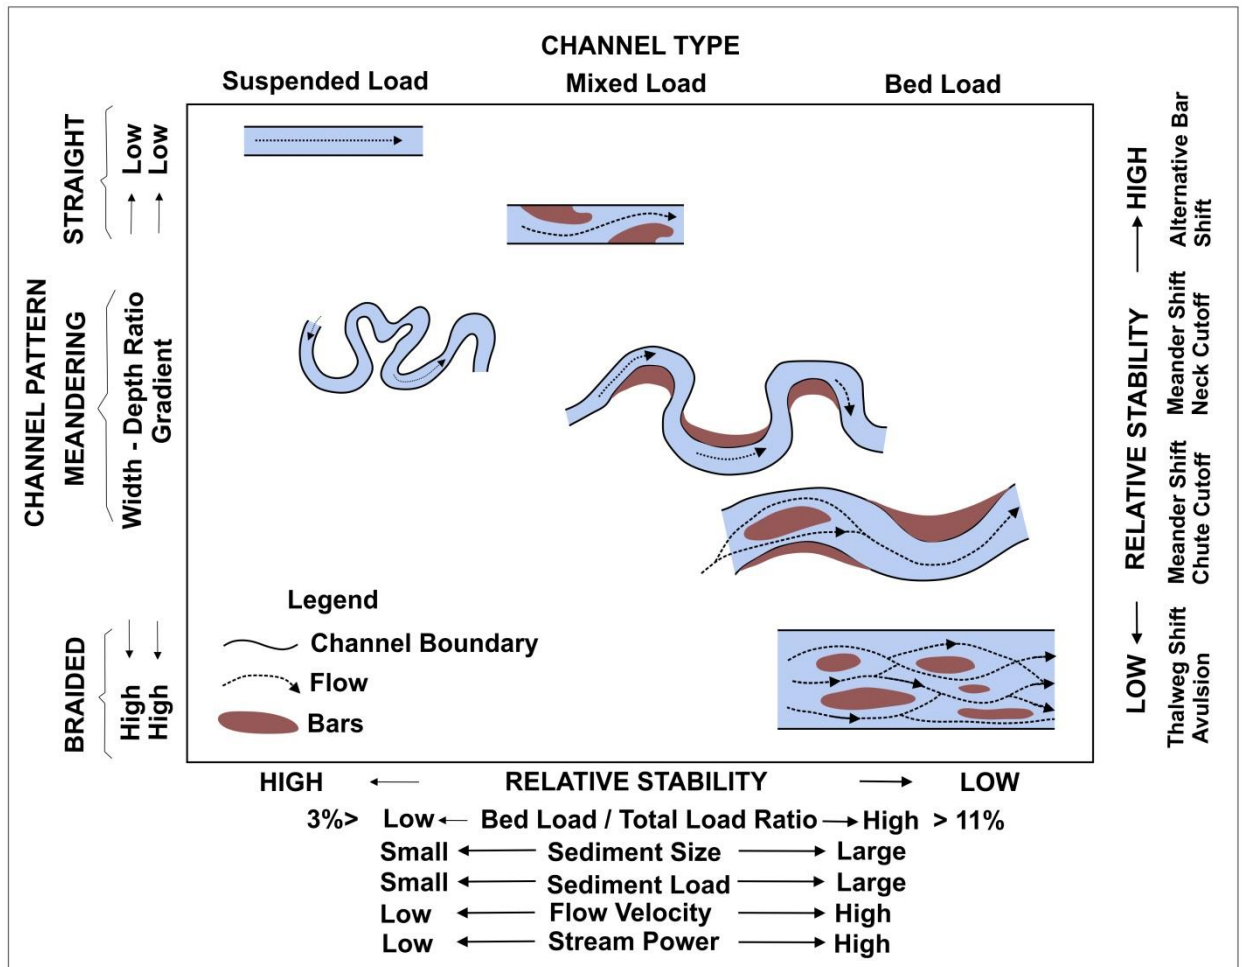 CHANNEL TYPE
Suspended Load Mixed Load Bed Load
CHANNEL PATTERN
STRAIGHT
MEANDERING
BRAIDED
Low
Low
Width - Depth Ratio
Gradient
High
High
HIGH
RELATIVE STABILITY
LOW
Alternative Bar
Shift
Meander Shift
Neck Cutoff
Meander Shift
Chute Cutoff
Thalweg Shift
Avulsion
Legend
Channel Boundary
Flow
Bars
HIGH RELATIVE STABILITY LOW
3%> Low Bed Load / Total Load Ratio High > 11%
Small Sediment Size Large
Small Sediment Load Large
Low Flow Velocity High
Low Stream Power High